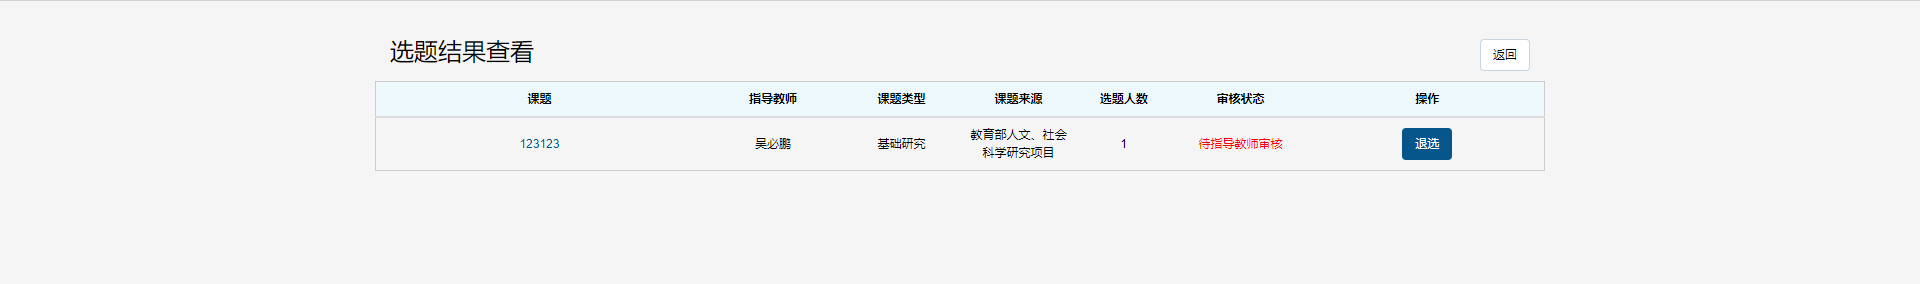 选题结果查看
返回
课题 指导教师 课题类型 课题来源 选题人数 审核状态 操作
123123 吴必鹏 基础研究 教育部人文、社会科学研究项目 1 待指导教师审核 退选